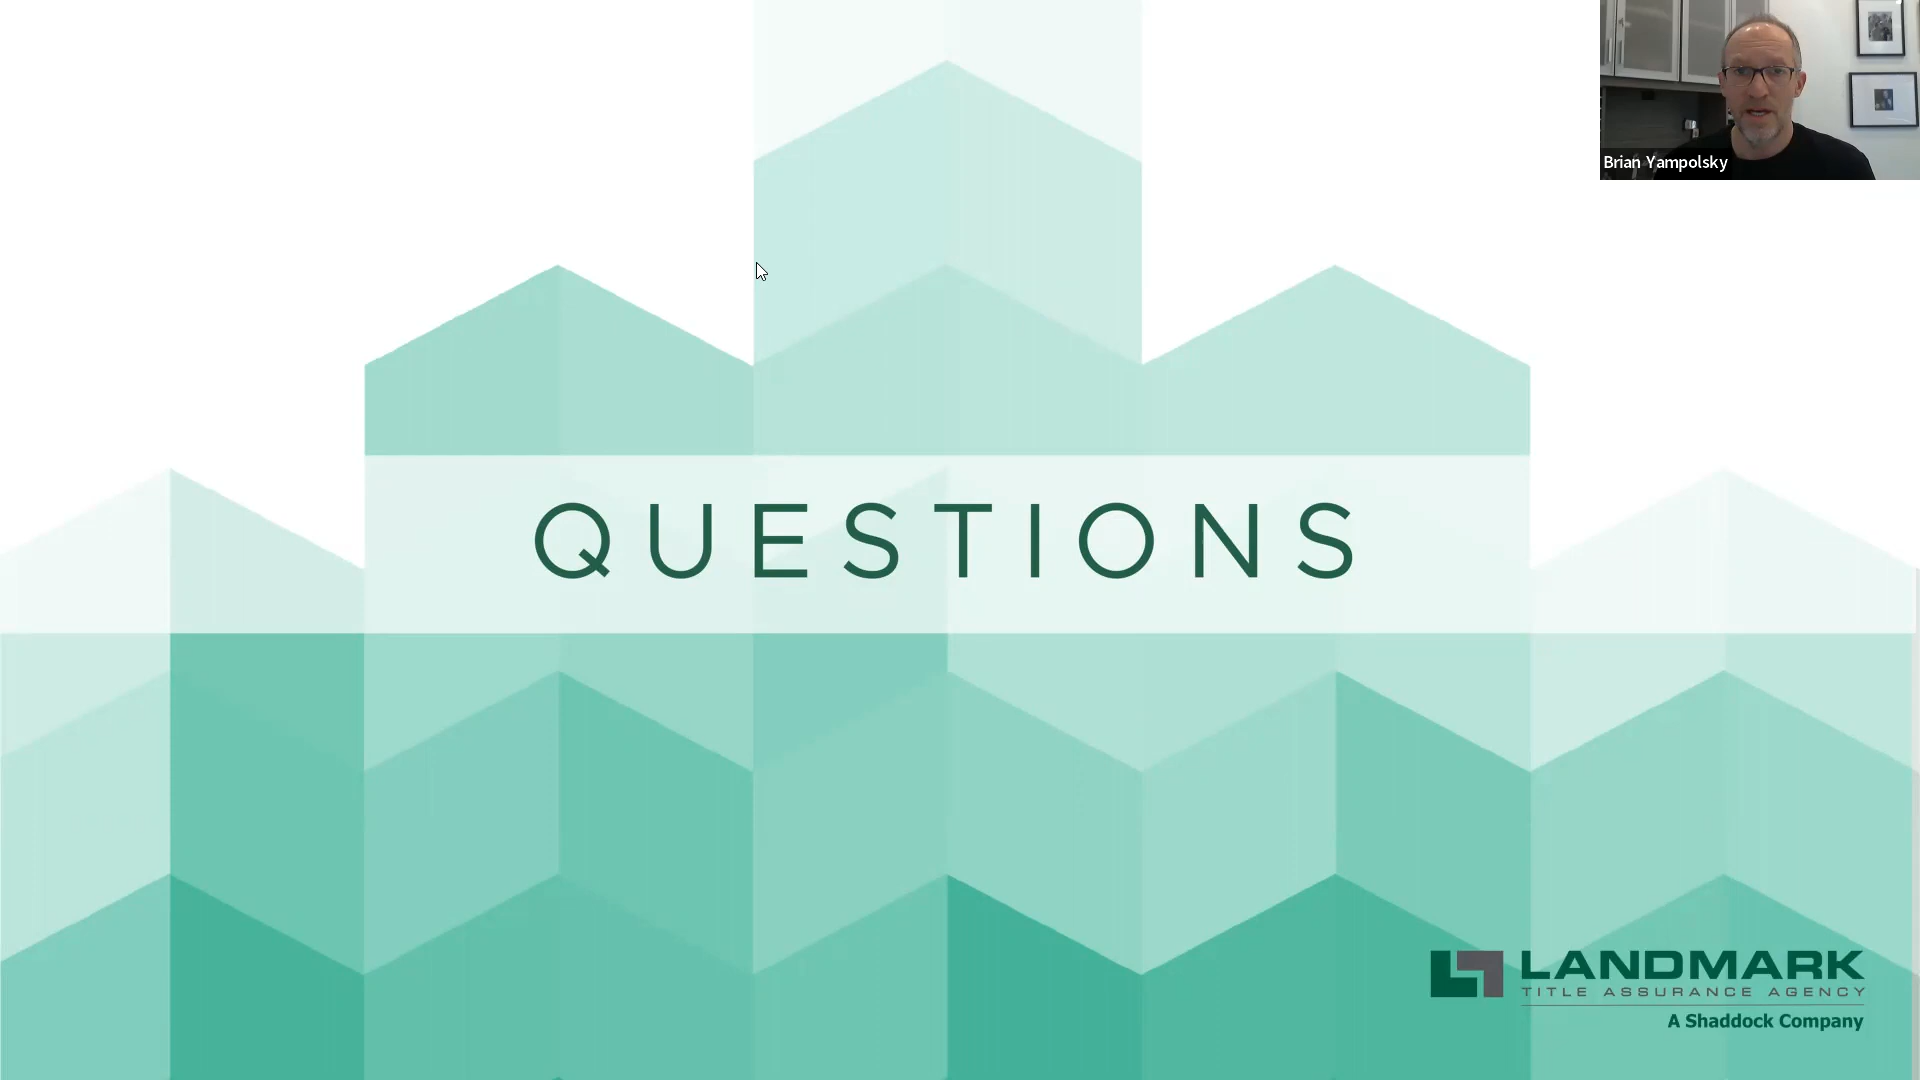 Brian Yampolsky
QUESTIONS
LANDMARK
TITLE ASSURANCE AGENCY
A Shaddock Company